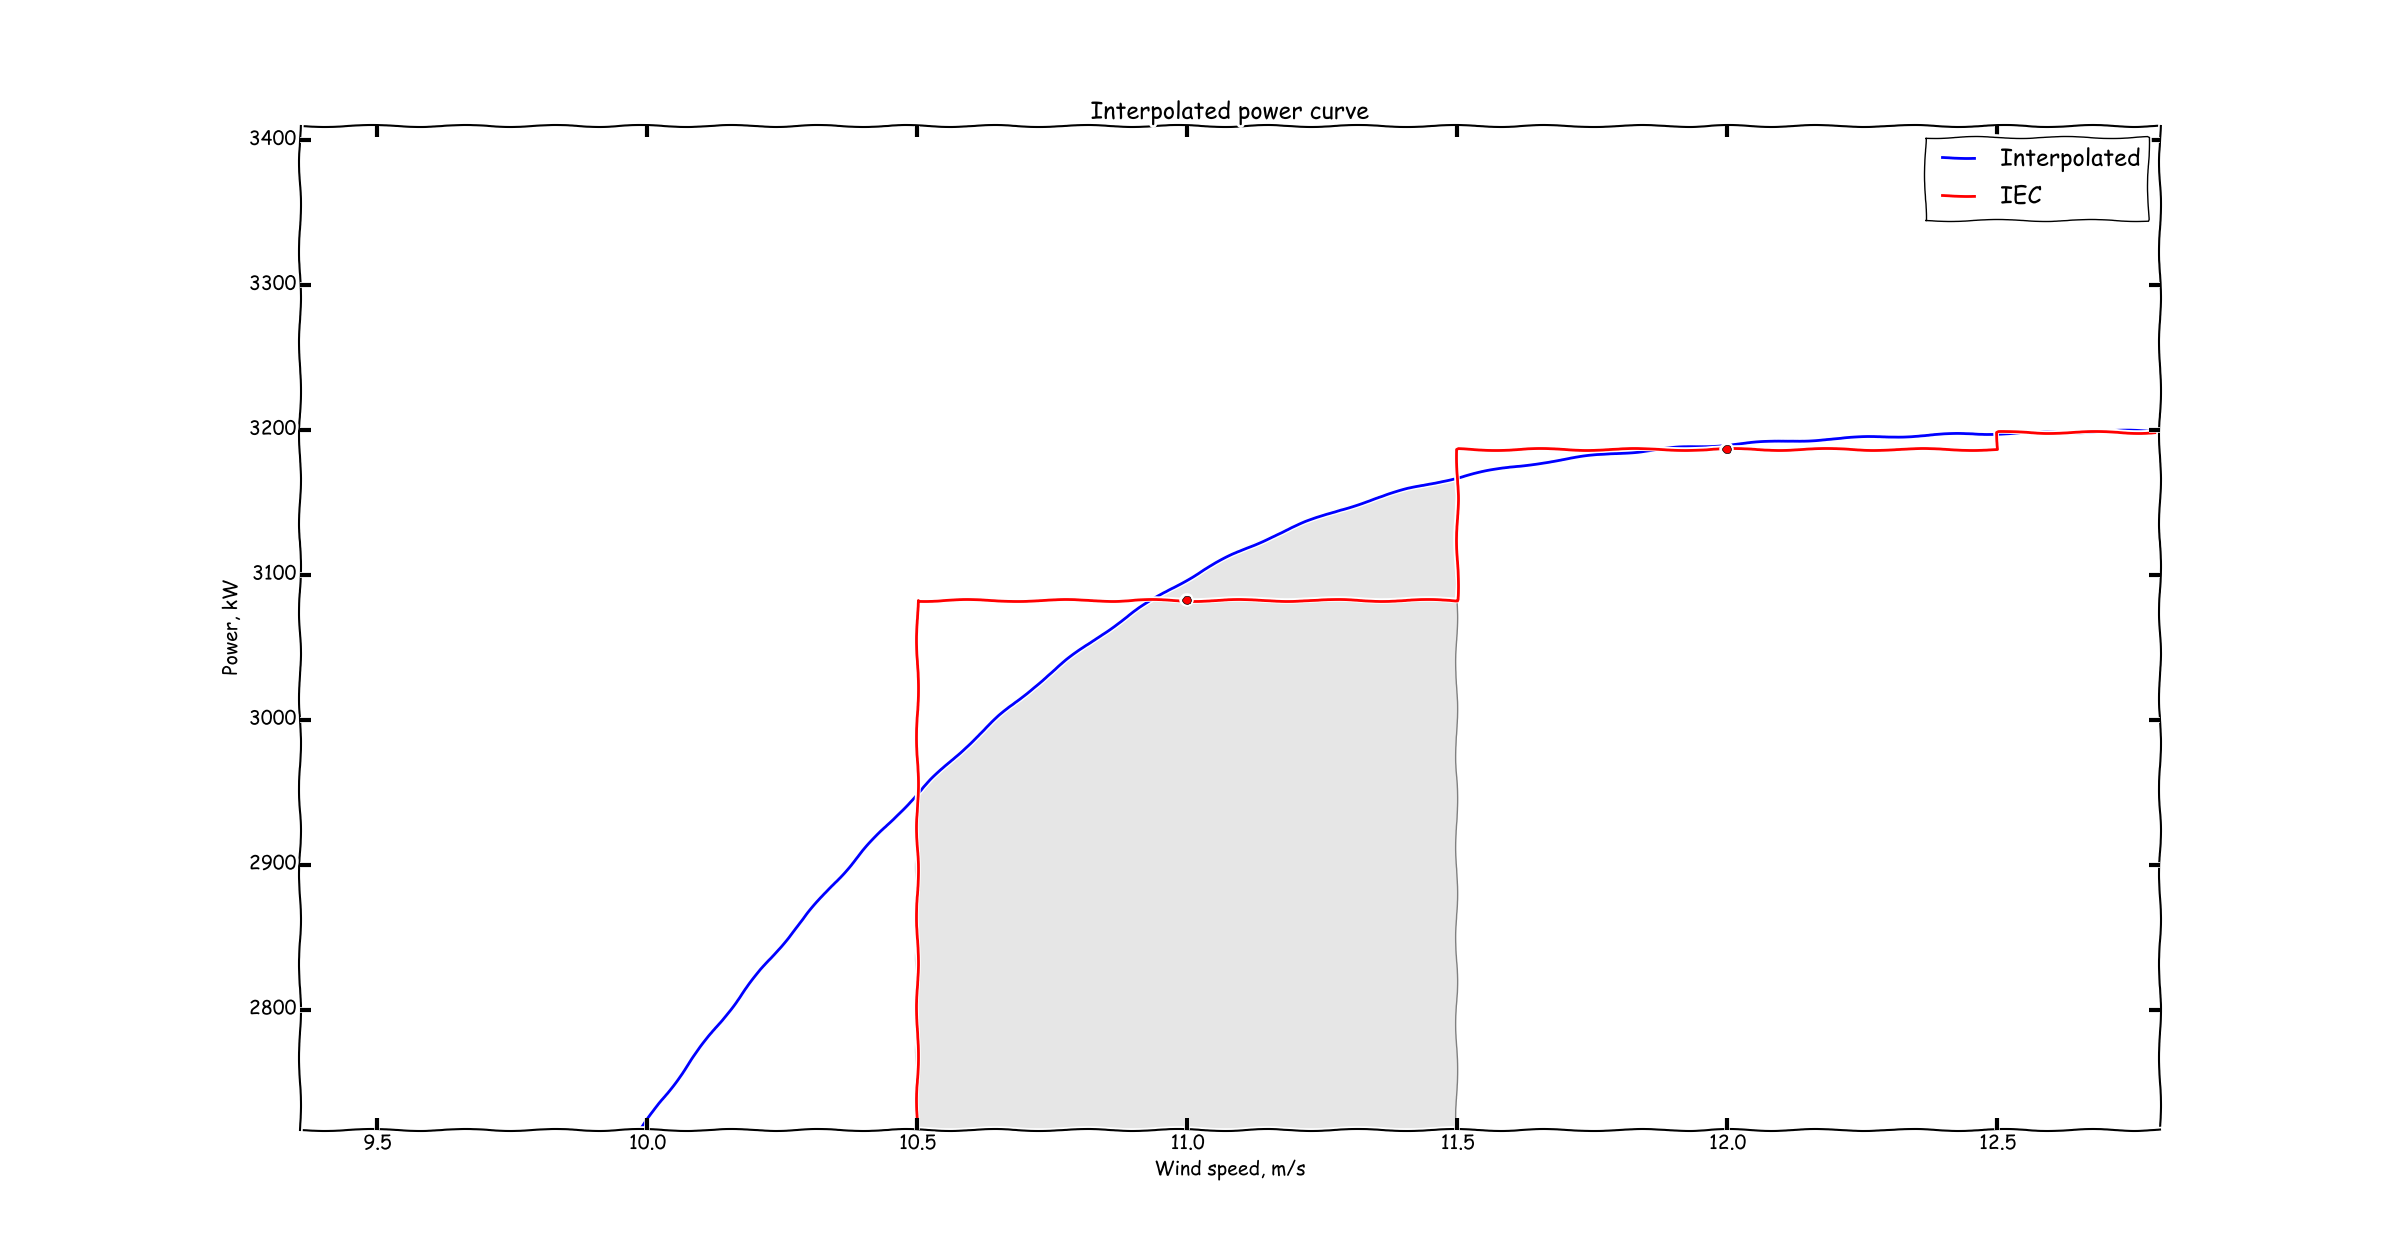 Interpolated power curve
Interpolated
IEC
3400
3300
3200
3100
3000
2900
2800
Power, kW
9.5 10.0 10.5 11.0 11.5 12.0 12.5
Wind speed, m/s